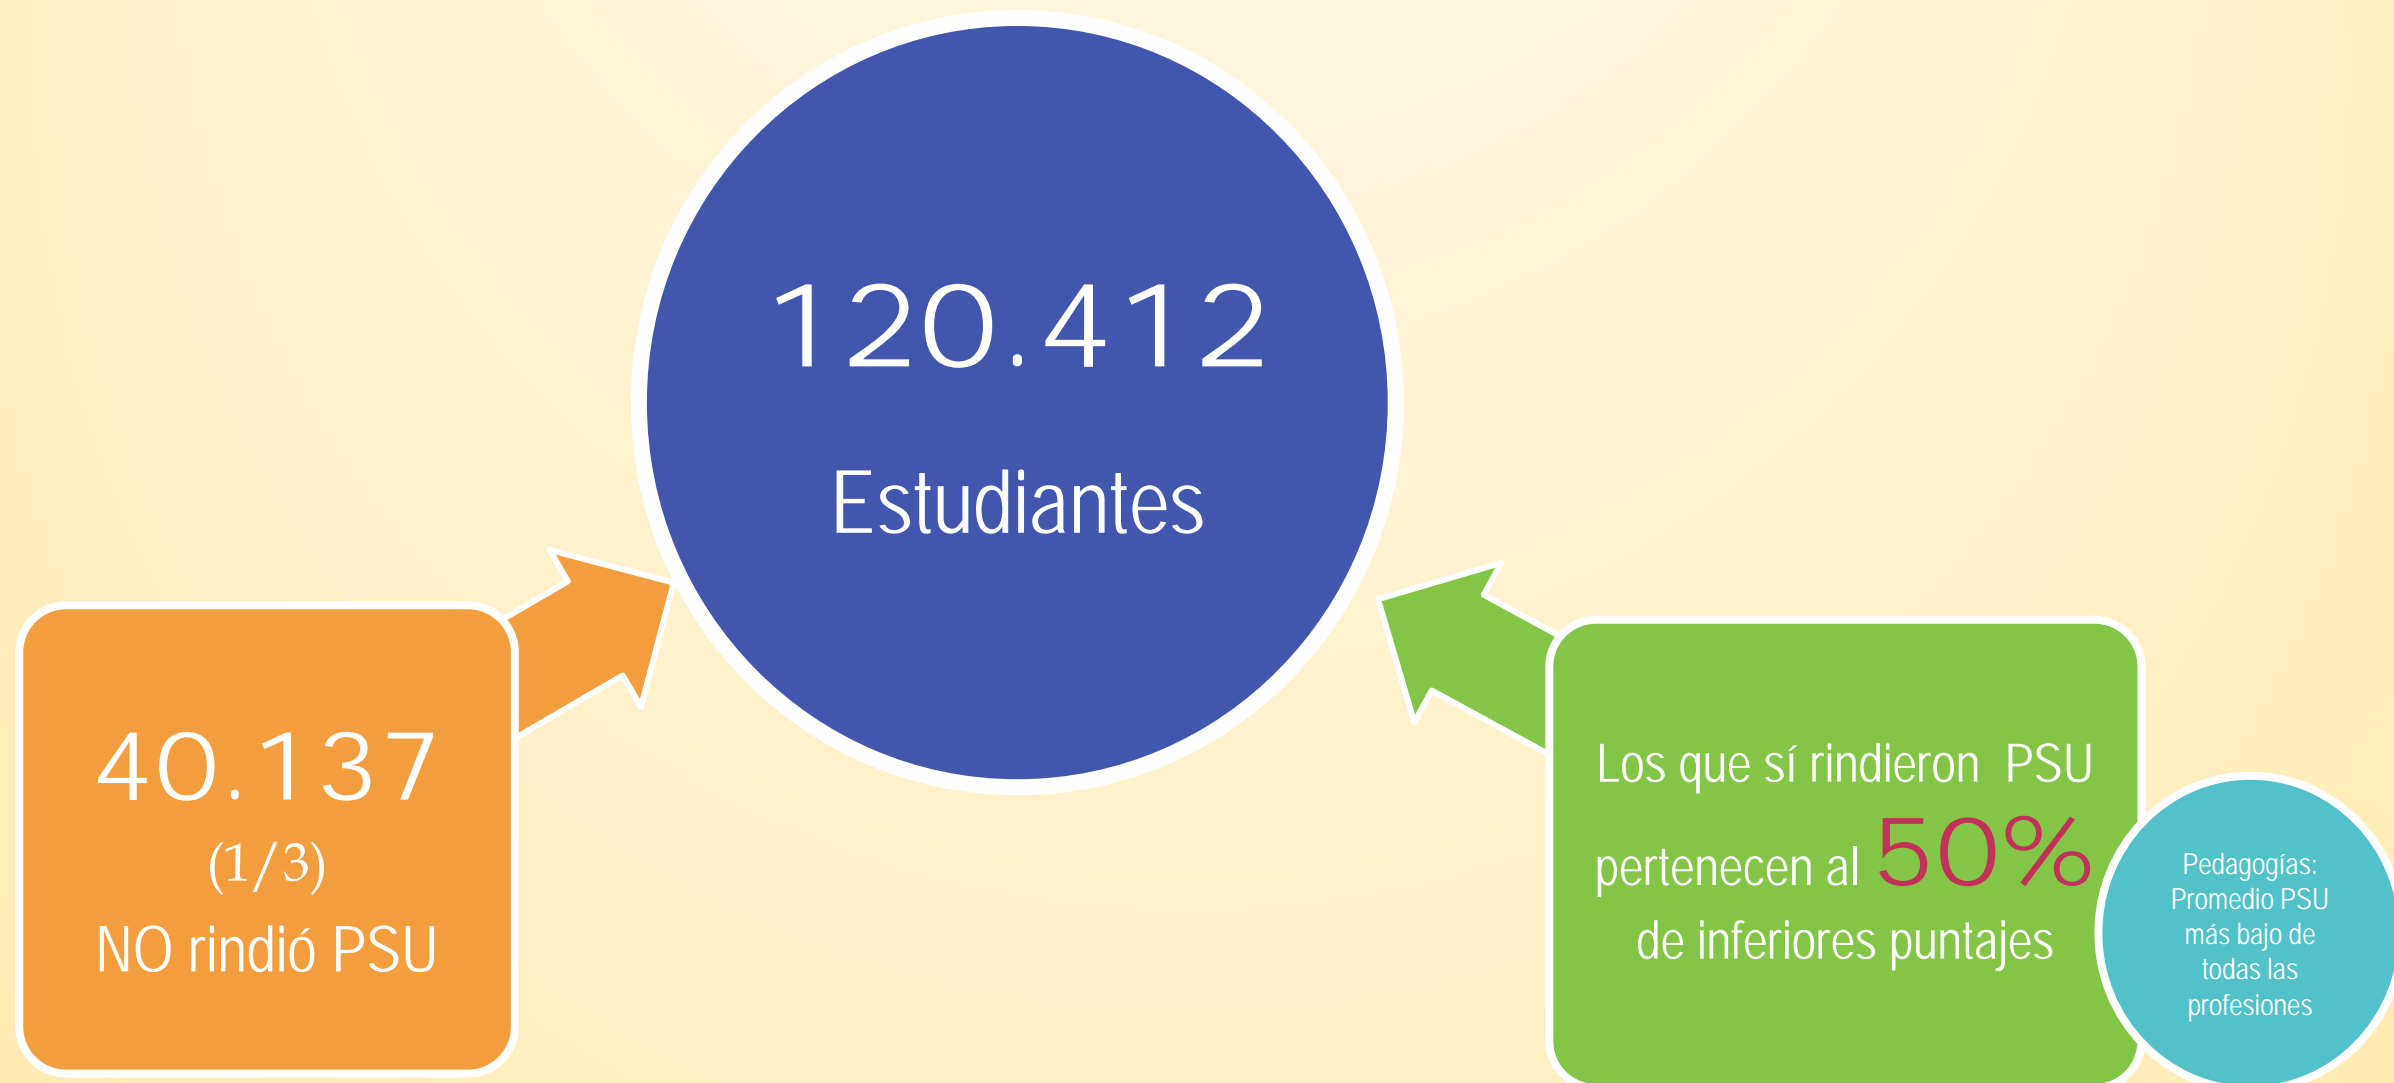 120.412
Estudiantes
40.137
(1/3)
NO rindió PSU
Los que sí rindieron PSU
pertenecen al 50%
de inferiores puntajes
Pedagogías:
Promedio PSU
más bajo de
todas las
profesiones